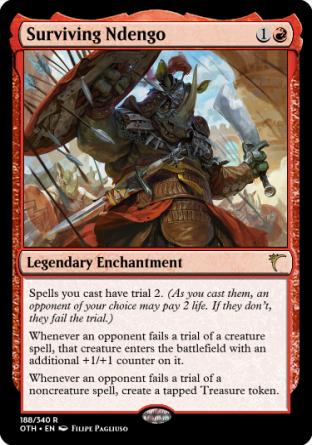 Surviving Ndengo 1
Legendary Enchantment
Spells you cast have trial 2. (As you cast them, an
opponent of your choice may pay 2 life. If they don't,
they fail the trial.)
Whenever an opponent fails a trial of a creature
spell, that creature enters the battlefield with an
additional +1/+1 counter on it.
Whenever an opponent fails a trial of a
noncreature spell, create a tapped Treasure token.
188/340 R
OTH • EN Filipe Pagliuso